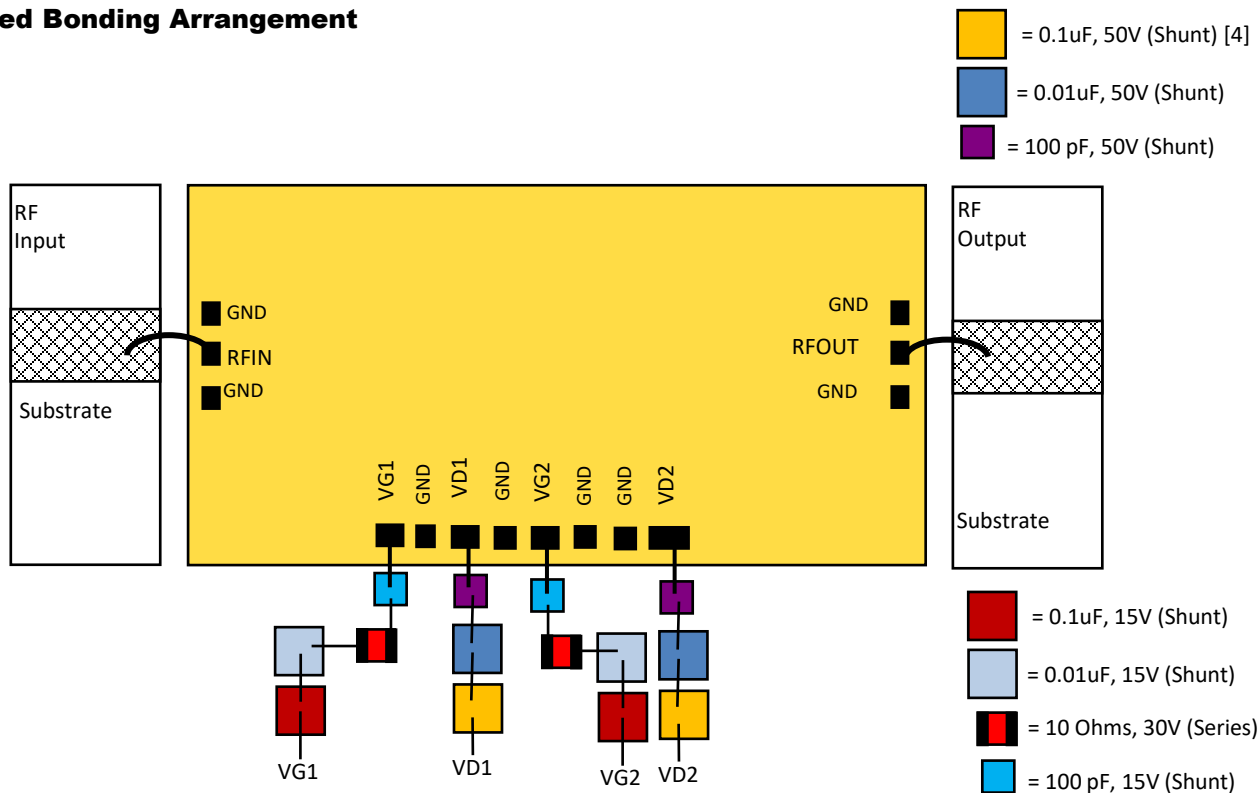 ed Bonding Arrangement
= 0.1uF, 50V (Shunt) [4]
= 0.01uF, 50V (Shunt)
= 100 pF, 50V (Shunt)
RF
Input
Substrate
GND
RFIN
GND
GND
RFOUT
GND
RF
Output
Substrate
VG1
GND
VD1
GND
VG2
GND
GND
VD2
VG1
VD1
VG2
VD2
= 0.1uF, 15V (Shunt)
= 0.01uF, 15V (Shunt)
= 10 Ohms, 30V (Series)
= 100 pF, 15V (Shunt)